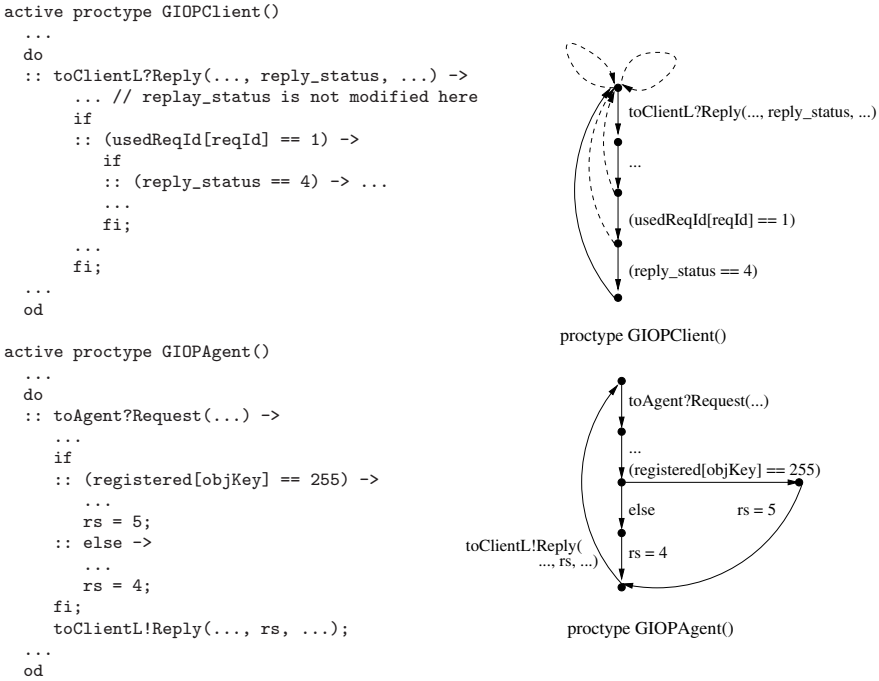 active proctype GIOPClient()
...
do
:: toClientL?Reply(..., reply_status, ...) ->
... // replay_status is not modified here
if
:: (usedReqId[reqId] == 1) ->
if
:: (reply_status == 4) -> ...
...
fi;
...
fi;
...
od
toClientL?Reply(..., reply_status, ...)
...
(usedReqId[reqId] == 1)
(reply_status == 4)
proctype GIOPClient()
active proctype GIOPAgent()
...
do
:: toAgent?Request(...) ->
...
if
:: (registered[objKey] == 255) ->
...
rs = 5;
:: else ->
...
rs = 4;
fi;
toClientL!Reply(..., rs, ...);
...
od
toAgent?Request(...)
...
(registered[objKey] == 255)
else
rs = 5
toClientL!Reply(
..., rs, ...)
rs = 4
proctype GIOPAgent()